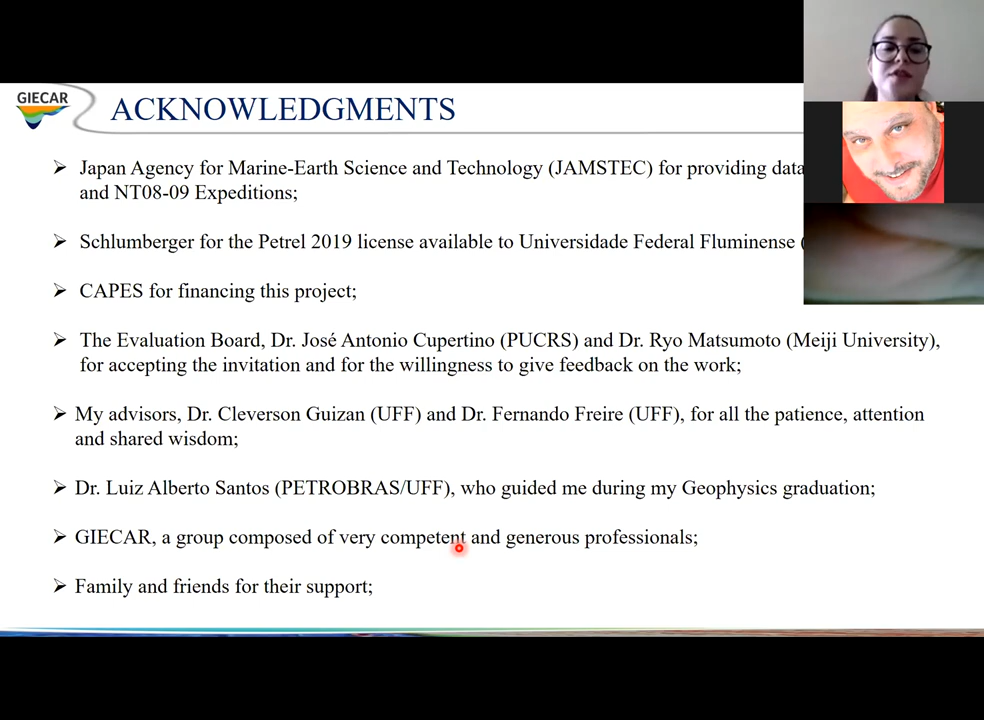 GIECAR
ACKNOWLEDGMENTS
➢ Japan Agency for Marine-Earth Science and Technology (JAMSTEC) for providing data
and NT08-09 Expeditions;
➢ Schlumberger for the Petrel 2019 license available to Universidade Federal Fluminense (
➢ CAPES for financing this project;
➢ The Evaluation Board, Dr. José Antonio Cupertino (PUCRS) and Dr. Ryo Matsumoto (Meiji University),
for accepting the invitation and for the willingness to give feedback on the work;
➢ My advisors, Dr. Cleverson Guizan (UFF) and Dr. Fernando Freire (UFF), for all the patience, attention
and shared wisdom;
➢ Dr. Luiz Alberto Santos (PETROBRAS/UFF), who guided me during my Geophysics graduation;
➢ GIECAR, a group composed of very competent and generous professionals;
➢ Family and friends for their support;